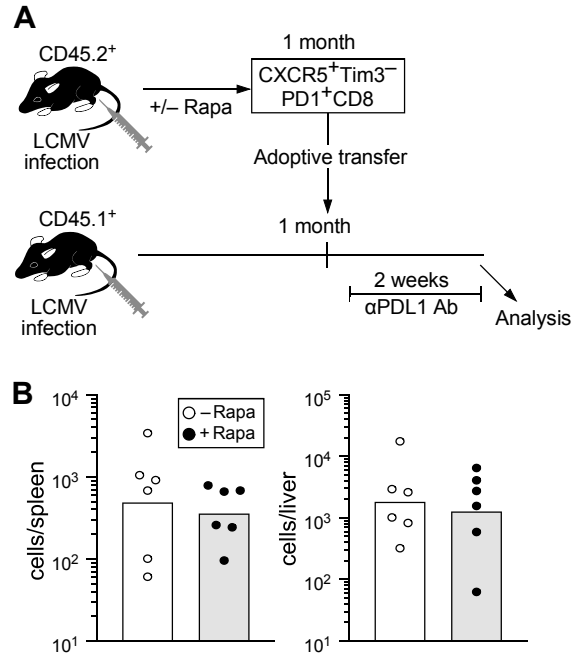 A
CD45.2+
LCMV
infection
+/– Rapa
1 month
CXCR5+Tim3–
PD1+CD8
Adoptive transfer
1 month
CD45.1+
LCMV
infection
2 weeks
αPDL1 Ab
Analysis
B
– Rapa
+ Rapa
cells/spleen
10^4
10^3
10^2
10^1
cells/liver
10^5
10^4
10^3
10^2
10^1